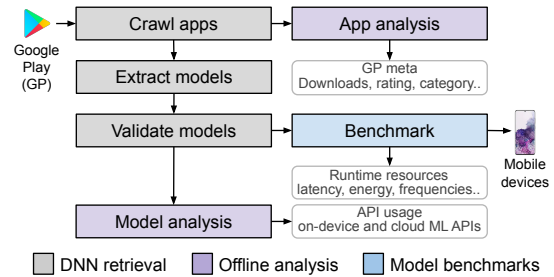 Crawl apps
App analysis
Google
Play
(GP)
GP meta
Downloads, rating, category..
Extract models
Validate models
Benchmark
Mobile
devices
Runtime resources
latency, energy, frequencies..
Model analysis
API usage
on-device and cloud ML APIs
DNN retrieval
Offline analysis
Model benchmarks